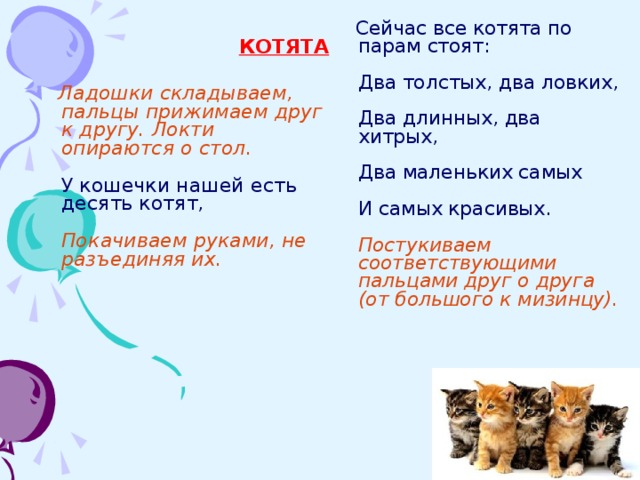 КОТЯТА
Ладошки складываем,
пальцы прижимаем друг
к другу. Локти
опираются о стол.
У кошечки нашей есть
десять котят,
Покачиваем руками, не
разъединяя их.
Сейчас все котята по
парам стоят:
Два толстых, два ловких,
Два длинных, два
хитрых,
Два маленьких самых
И самых красивых.
Постукиваем
соответствующими
пальцами друг о друга
(от большого к мизинцу).